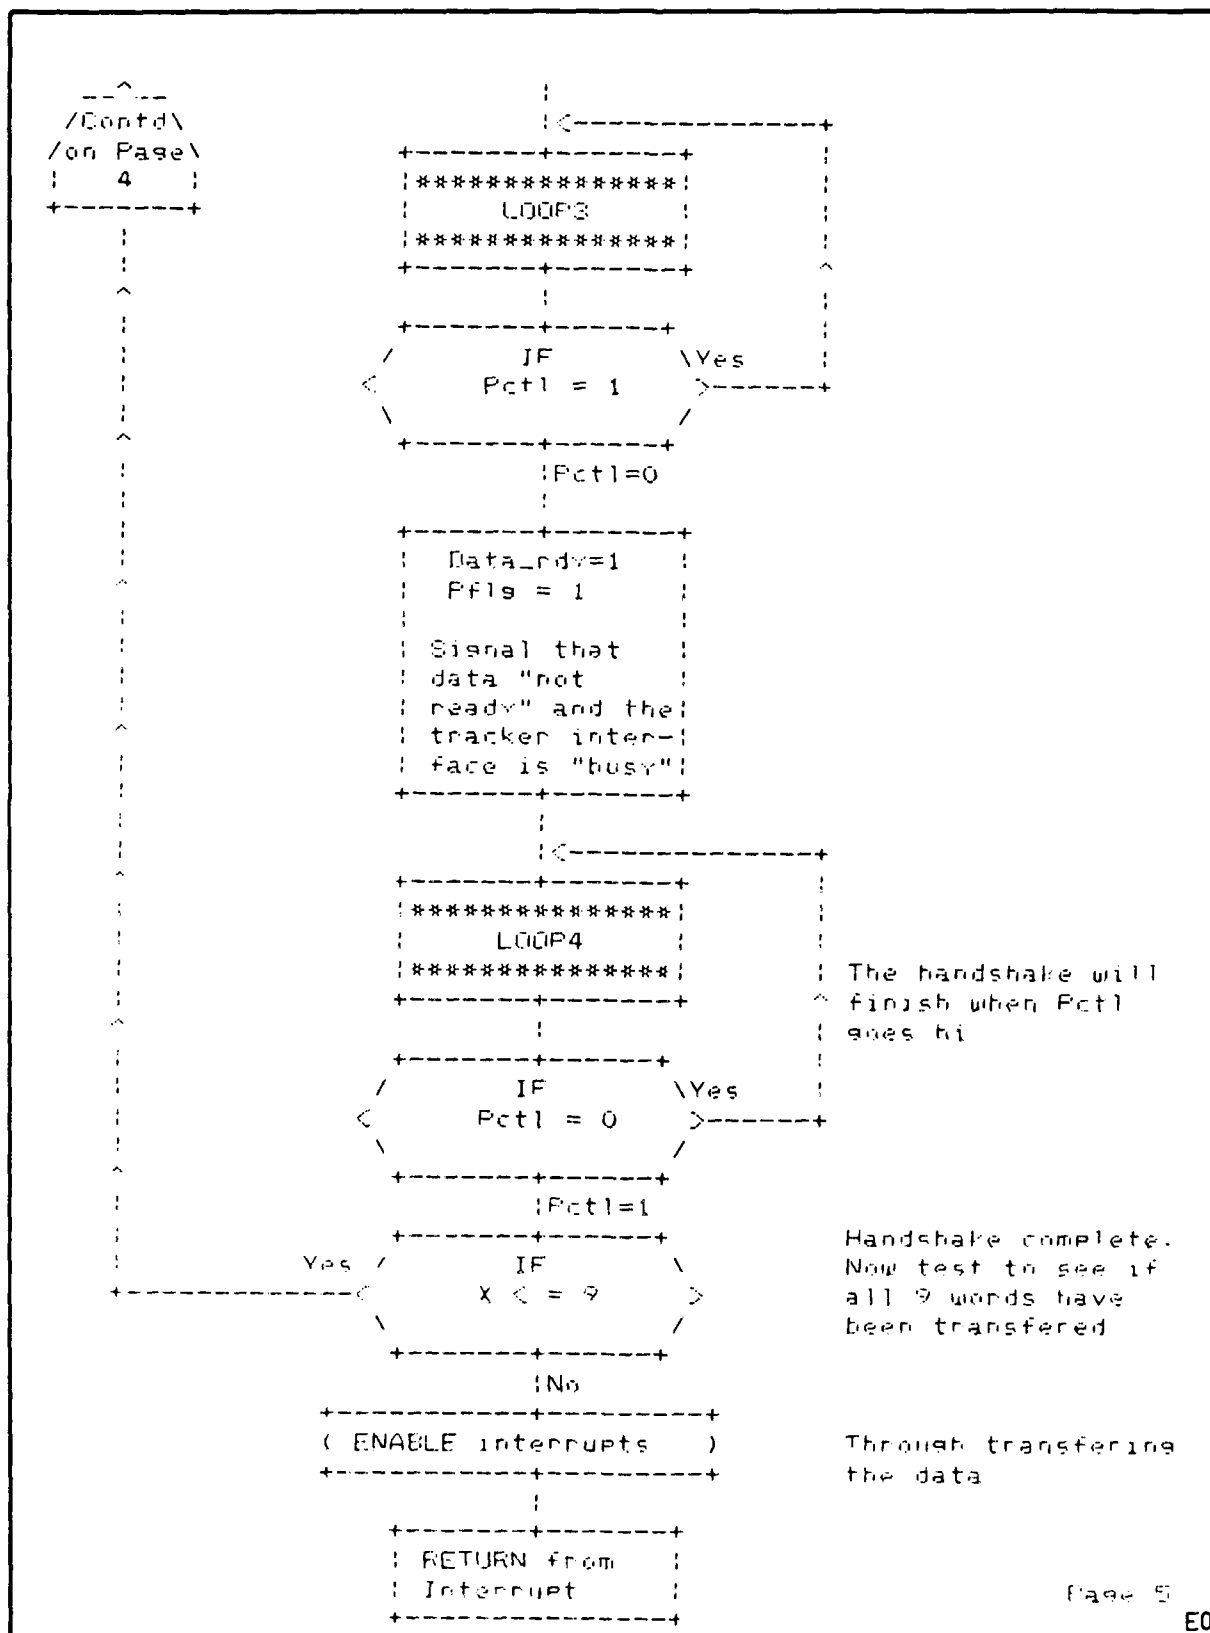 /Contd\
/on Page\
4
***************
LOOP3
***************
IF
Pctl = 1
Yes
Pctl=0
Data_rdy=1
Pflg = 1
Signal that
data "not
ready" and the
tracker inter-
face is "busy"
***************
LOOP4
***************
The handshake will
finish when Pctl
goes hi
IF
Pctl = 0
Yes
Pctl=1
Handshake complete.
Now test to see if
all 9 words have
been transfered
Yes
IF
X < = 9
No
( ENABLE interrupts )
Through transfering
the data
RETURN from
Interrupt
Page 5
E0